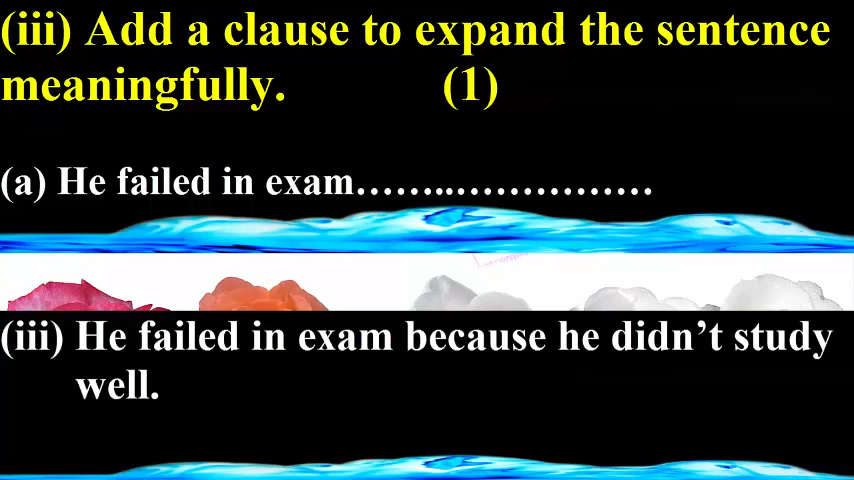 (iii) Add a clause to expand the sentence
meaningfully. (1)
(a) He failed in exam……..……………
(iii) He failed in exam because he didn’t study
well.